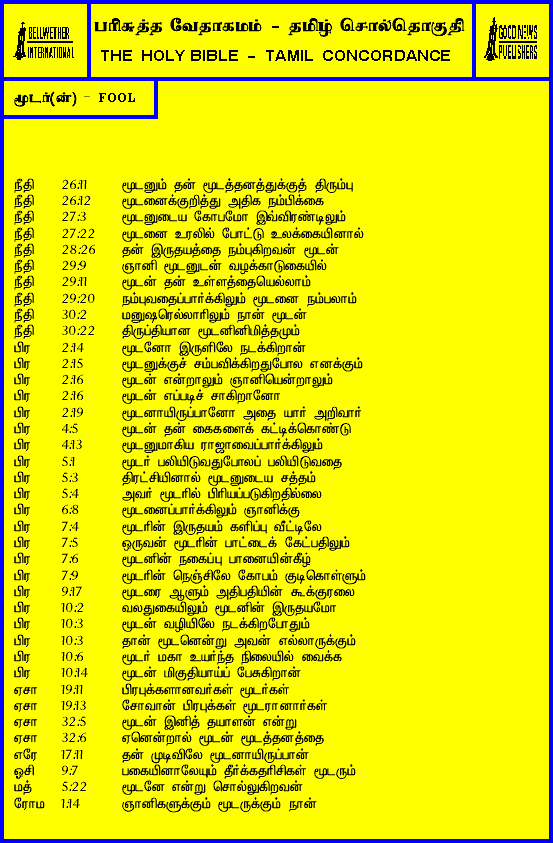 BELLWETHER
INTERNATIONAL
பரிசுத்த வேதாகமம் - தமிழ் சொல்தொகுதி
THE HOLY BIBLE - TAMIL CONCORDANCE
GOOD NEWS
PUBLISHERS
மூடர்(ன்) - FOOL
நீதி 26:11 மூடனும் தன் மூடத்தனத்துக்குத் திரும்பு
நீதி 26:12 மூடனைக்குறித்து அதிக நம்பிக்கை
நீதி 27:3 மூடனுடைய கோபமோ இவ்விரண்டிலும்
நீதி 27:22 மூடனை உரலில் போட்டு உலக்கையினால்
நீதி 28:26 தன் இருதயத்தை நம்புகிறவன் மூடன்
நீதி 29:9 ஞானி மூடனுடன் வழக்காடுகையில்
நீதி 29:11 மூடன் தன் உள்ளத்தையெல்லாம்
நீதி 29:20 நம்புவதைப்பார்க்கிலும் மூடனை நம்பலாம்
நீதி 30:2 மனுஷரெல்லாரிலும் நான் மூடன்
நீதி 30:22 திருப்தியான மூடனினிமித்தமும்
பிர 2:14 மூடனோ இருளிலே நடக்கிறான்
பிர 2:15 மூடனுக்குச் சம்பவிக்கிறதுபோல எனக்கும்
பிர 2:16 மூடன் என்றாலும் ஞானியென்றாலும்
பிர 2:16 மூடன் எப்படிச் சாகிறானோ
பிர 2:19 மூடனாயிருப்பானோ அதை யார் அறிவார்
பிர 4:5 மூடன் தன் கைகளைக் கட்டிக்கொண்டு
பிர 4:13 மூடனுமாகிய ராஜாவைப்பார்க்கிலும்
பிர 5:1 மூடர் பலியிடுவதுபோலப் பலியிடுவதை
பிர 5:3 திரட்சியினால் மூடனுடைய சத்தம்
பிர 5:4 அவர் மூடரில் பிரியப்படுகிறதில்லை
பிர 6:8 மூடனைப்பார்க்கிலும் ஞானிக்கு
பிர 7:4 மூடரின் இருதயம் களிப்பு வீட்டிலே
பிர 7:5 ஒருவன் மூடரின் பாட்டைக் கேட்பதிலும்
பிர 7:6 மூடனின் நகைப்பு பானையின்கீழ்
பிர 7:9 மூடரின் நெஞ்சிலே கோபம் குடிகொள்ளும்
பிர 9:17 மூடரை ஆளும் அதிபதியின் கூக்குரலை
பிர 10:2 வலதுகையிலும் மூடனின் இருதயமோ
பிர 10:3 மூடன் வழியிலே நடக்கிறபோதும்
பிர 10:3 தான் மூடனென்று அவன் எல்லாருக்கும்
பிர 10:6 மூடர் மகா உயர்ந்த நிலையில் வைக்க
பிர 10:14 மூடன் மிகுதியாய்ப் பேசுகிறான்
ஏசா 19:11 பிரபுக்களானவர்கள் மூடர்கள்
ஏசா 19:13 சோவான் பிரபுக்கள் மூடரானார்கள்
ஏசா 32:5 மூடன் இனித் தயாளன் என்று
ஏசா 32:6 ஏனென்றால் மூடன் மூடத்தனத்தை
எரே 17:11 தன் முடிவிலே மூடனாயிருப்பான்
ஓசி 9:7 பகையினாலேயும் தீர்க்கதரிசிகள் மூடரும்
மத் 5:22 மூடனே என்று சொல்லுகிறவன்
ரோம 1:14 ஞானிகளுக்கும் மூடருக்கும் நான்